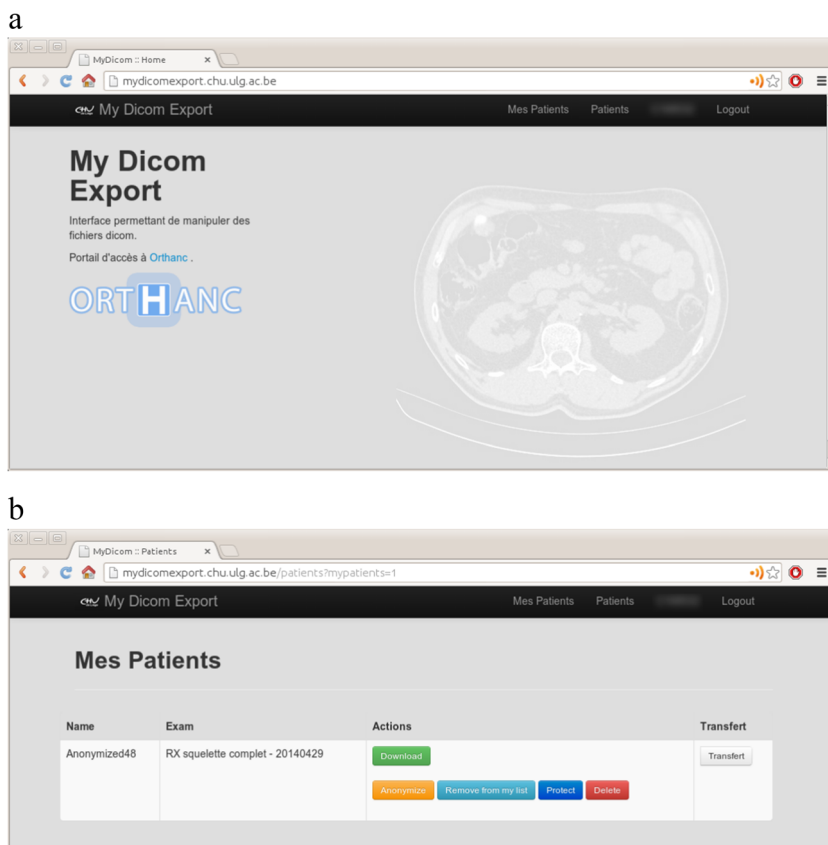 a
MyDicom :: Home
mydicomexport.chu.ulg.ac.be
CHU My Dicom Export Mes Patients Patients Logout
My Dicom
Export
Interface permettant de manipuler des
fichiers dicom.
Portail d'accès à Orthanc .
ORTHANC
b
MyDicom :: Patients
mydicomexport.chu.ulg.ac.be/patients?mypatients=1
CHU My Dicom Export Mes Patients Patients Logout
Mes Patients
Name Exam Actions Transfert
Anonymized48 RX squelette complet - 20140429 Download Transfert
Anonymize Remove from my list Protect Delete